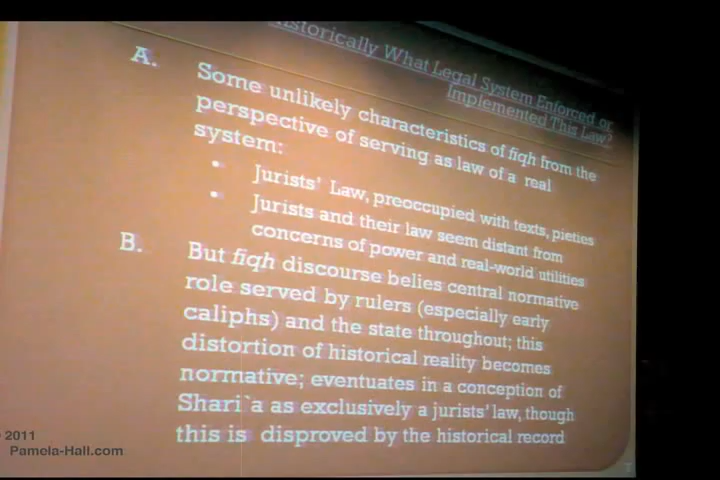 Historically What Legal System Enforced or
Implemented This Law?
A. Some unlikely characteristics of fiqh from the
perspective of serving as law of a real
system:
• Jurists' Law, preoccupied with texts, pieties
• Jurists and their law seem distant from
concerns of power and real-world utilities
B. But fiqh discourse belies central normative
role served by rulers (especially early
caliphs) and the state throughout; this
distortion of historical reality becomes
normative; eventuates in a conception of
Shari`a as exclusively a jurists' law, though
this is disproved by the historical record
2011
Pamela-Hall.com